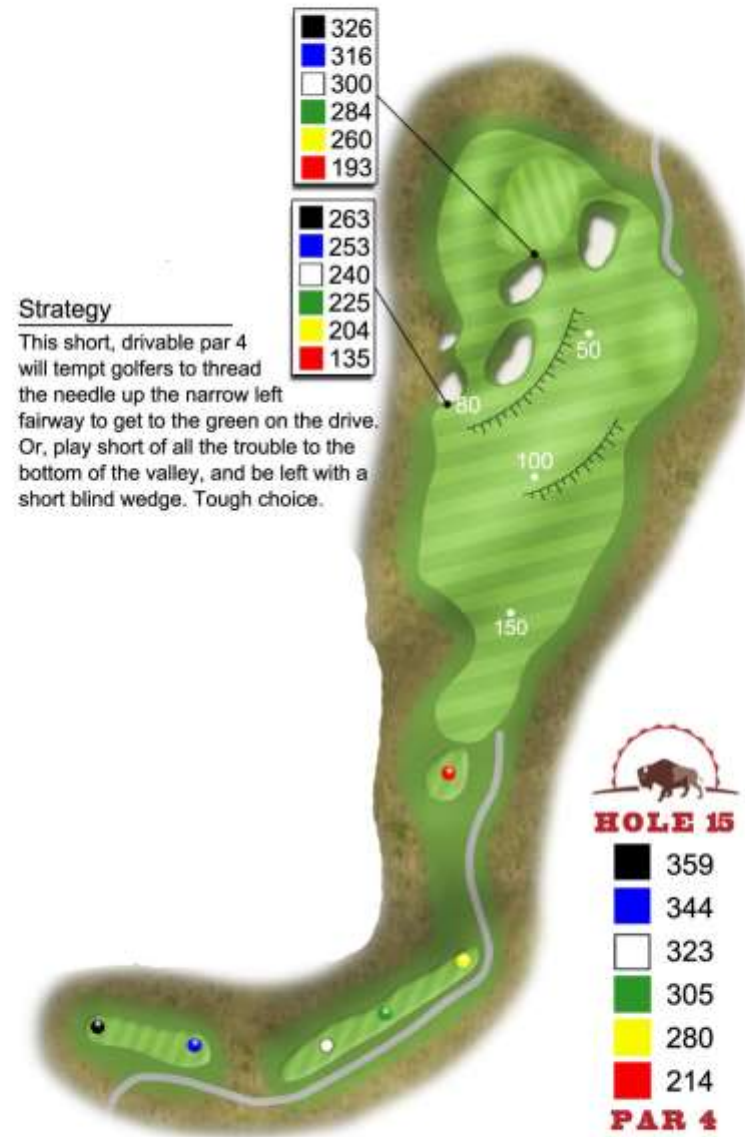 326
316
300
284
260
193
263
253
240
225
204
135
Strategy
This short, drivable par 4
will tempt golfers to thread
the needle up the narrow left
fairway to get to the green on the drive.
Or, play short of all the trouble to the
bottom of the valley, and be left with a
short blind wedge. Tough choice.
50
80
100
150
HOLE 15
359
344
323
305
280
214
PAR 4